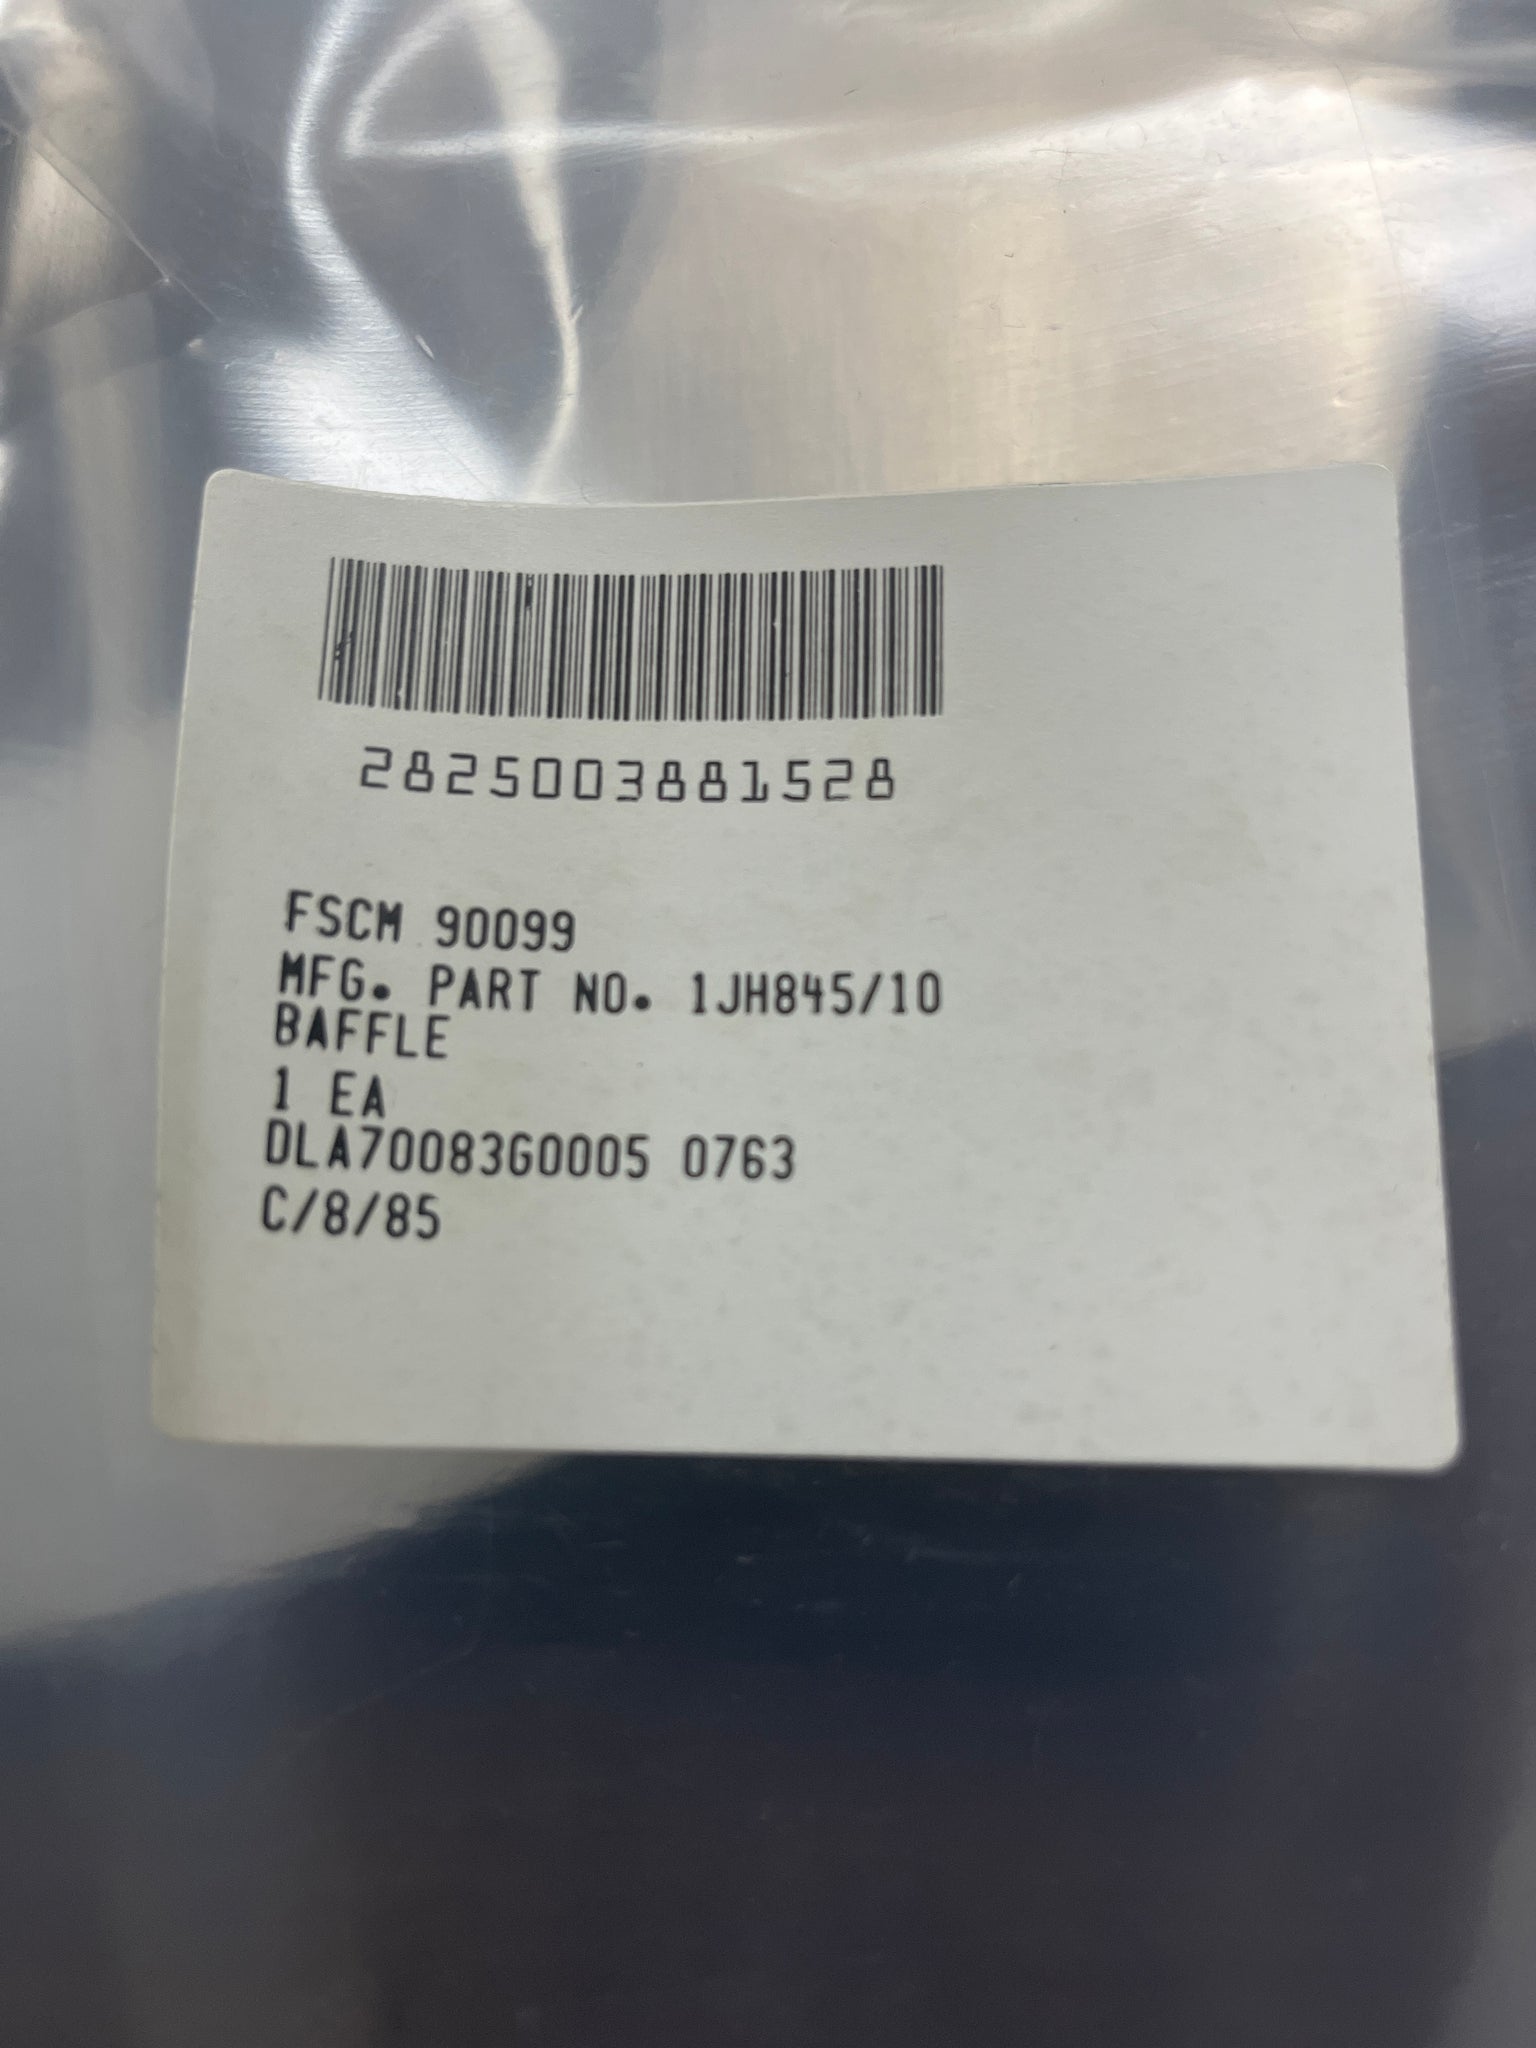 2825003881528
FSCM 90099
MFG. PART NO. 1JH845/10
BAFFLE
1 EA
DLA70083G0005 0763
C/8/85